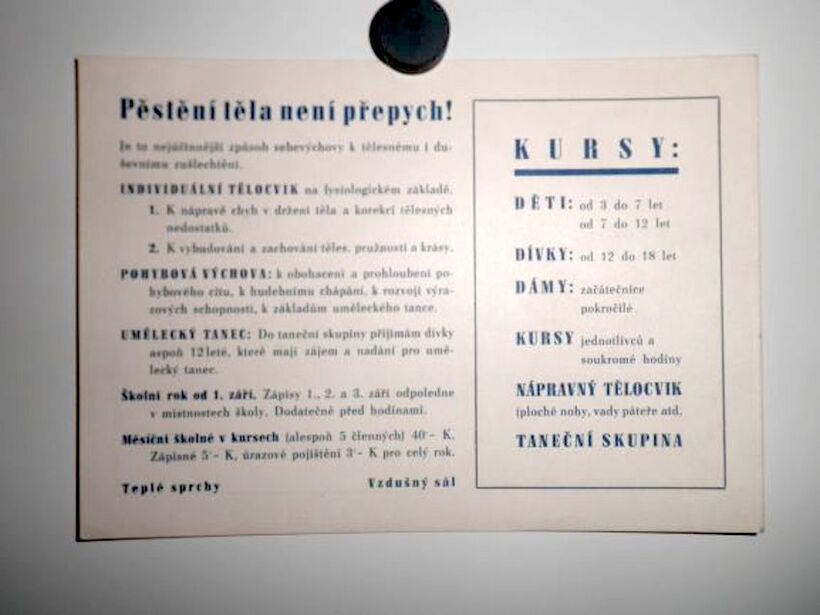 Pěstění těla není přepych!
Je to nejúčinnější způsob sebevýchovy k tělesnému i du-
ševnímu zušlechtění.
INDIVIDUÁLNÍ TĚLOCVIK na fysiologickém základě.
1. K nápravě chyb v držení těla a korekci tělesných
nedostatků.
2. K vybudování a zachování těles. pružnosti a krásy.
POHYBOVÁ VÝCHOVA: k obohacení a prohloubení po-
hybového citu, k hudebnímu chápání, k rozvoji výra-
zových schopností, k základům uměleckého tance.
UMĚLECKÝ TANEC: Do taneční skupiny přijímám dívky
aspoň 12leté, které mají zájem a nadání pro umě-
lecký tanec.
Školní rok od 1. září. Zápisy 1., 2. a 3. září odpoledne
v místnostech školy. Dodatečně před hodinami.
Měsíční školné v kursech (alespoň 5 členných) 40·- K.
Zápisné 5·- K, úrazové pojištění 3·- K pro celý rok.
Teplé sprchy Vzdušný sál
KURSY:
DĚTI: od 3 do 7 let
od 7 do 12 let
DÍVKY: od 12 do 18 let
DÁMY: začátečnice
pokročilé
KURSY jednotlivců a
soukromé hodiny
NÁPRAVNÝ TĚLOCVIK
(ploché nohy, vady páteře atd.
TANEČNÍ SKUPINA